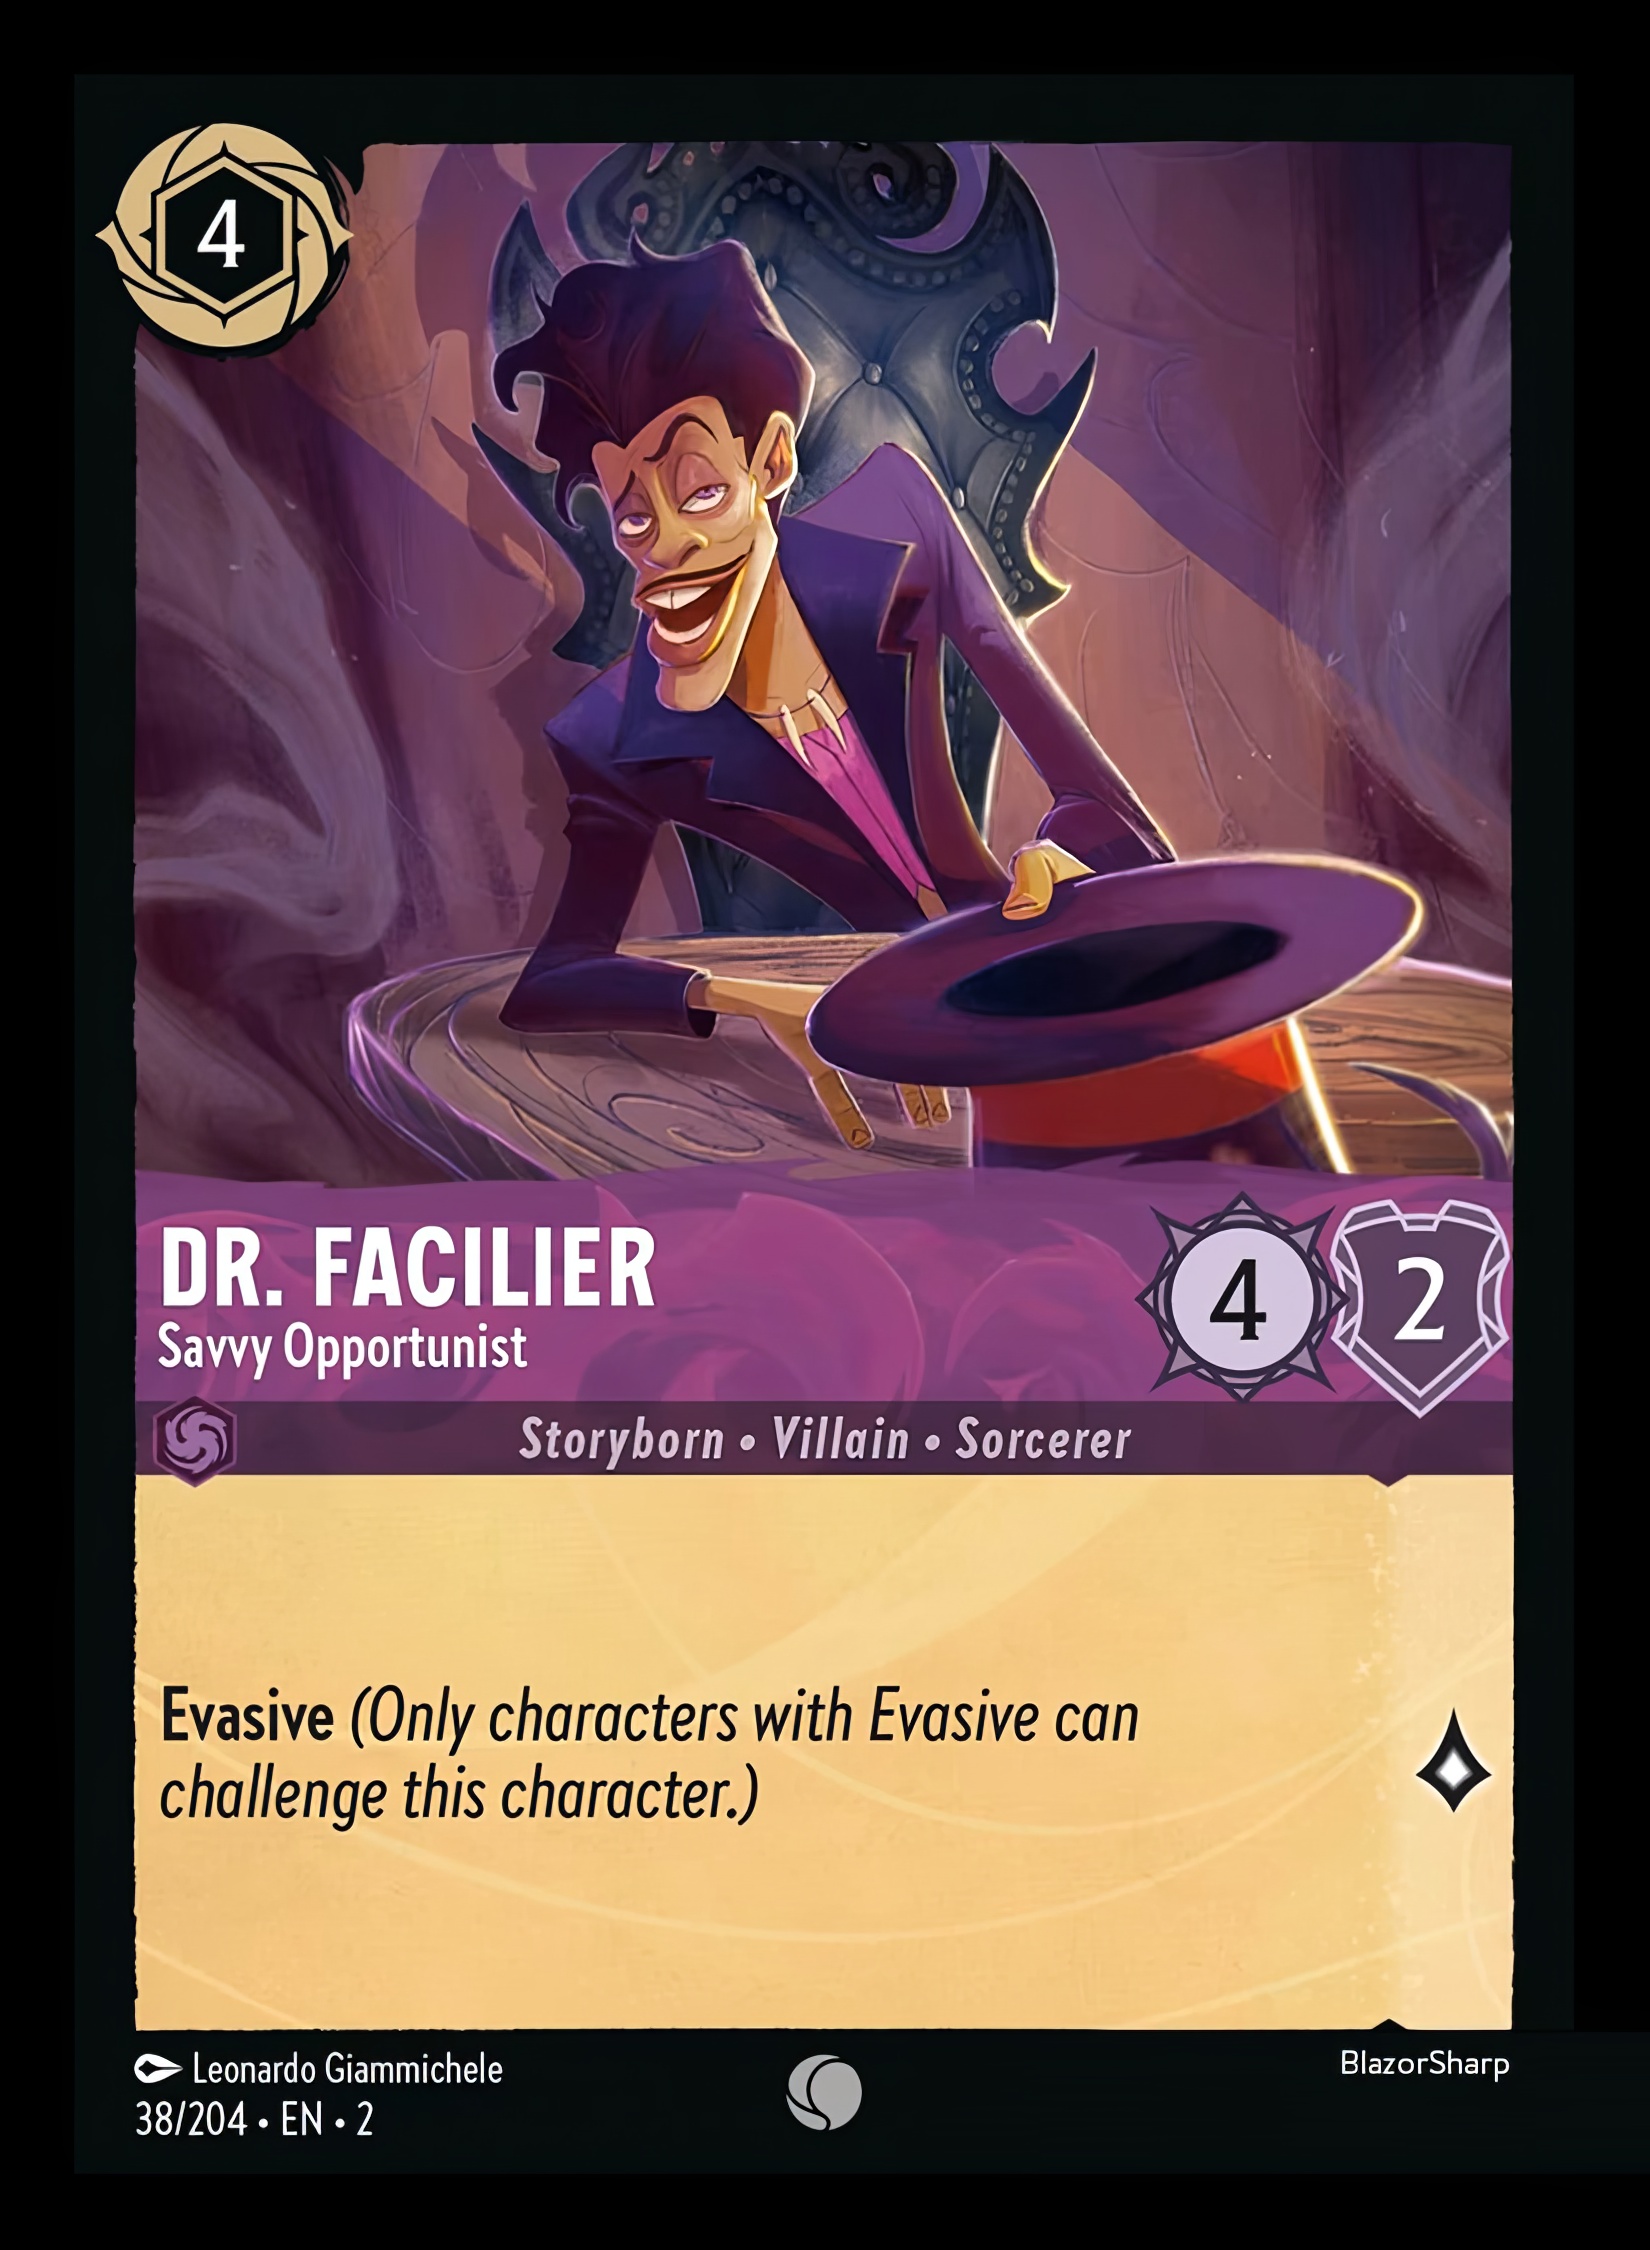 4
DR. FACILIER
Savvy Opportunist
4
2
Storyborn • Villain • Sorcerer
Evasive (Only characters with Evasive can
challenge this character.)
Leonardo Giammichele
BlazorSharp
38/204 • EN • 2